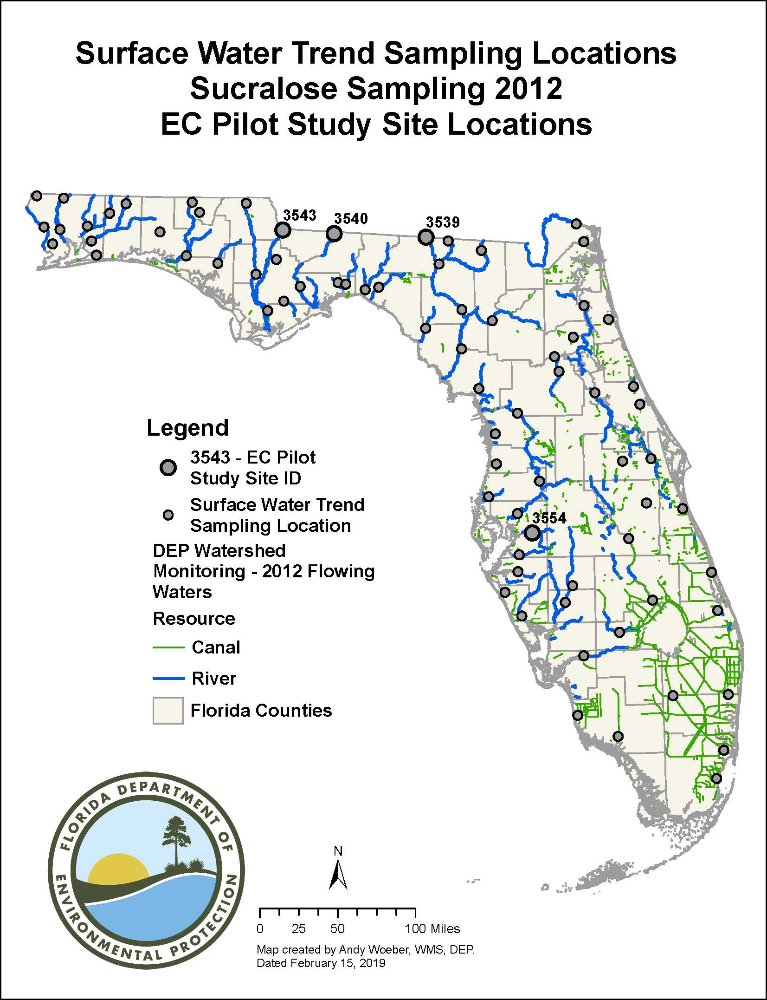 Surface Water Trend Sampling Locations
Sucralose Sampling 2012
EC Pilot Study Site Locations
3543
3540
3539
3554
Legend
3543 - EC Pilot
Study Site ID
Surface Water Trend
Sampling Location
DEP Watershed
Monitoring - 2012 Flowing
Waters
Resource
Canal
River
Florida Counties
FLORIDA DEPARTMENT OF
ENVIRONMENTAL PROTECTION
N
0 25 50 100 Miles
Map created by Andy Woeber, WMS, DEP.
Dated February 15, 2019